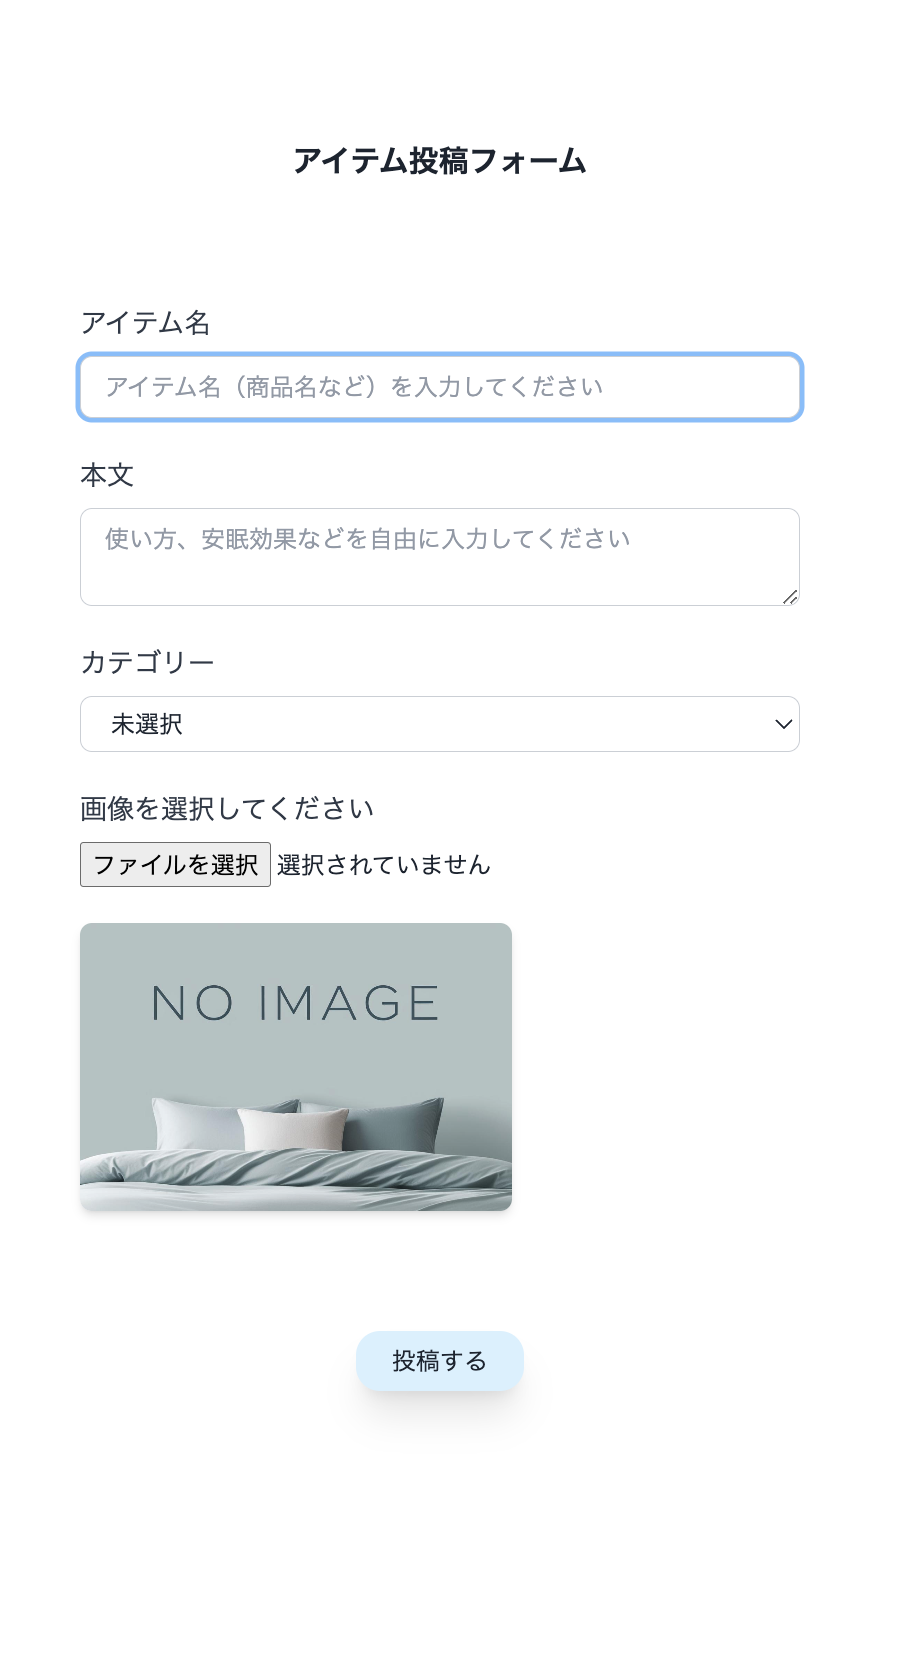 アイテム投稿フォーム
アイテム名
アイテム名（商品名など）を入力してください
本文
使い方、安眠効果などを自由に入力してください
カテゴリー
未選択
画像を選択してください
ファイルを選択 選択されていません
NO IMAGE
投稿する